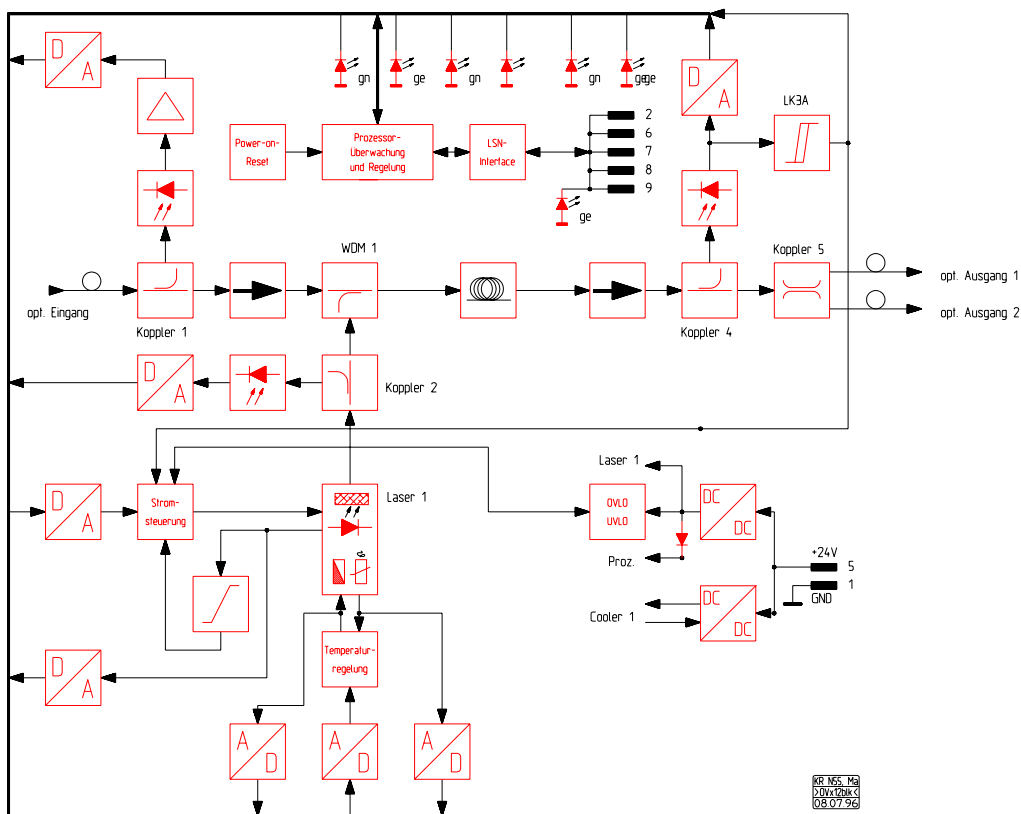 D
A
gn
ge
gn
gn
ge
ge
D
A
LK3A
Power-on-
Reset
Prozessor-
Überwachung
und Regelung
LSN-
Interface
2
6
7
8
9
ge
WDM 1
Koppler 5
opt. Eingang
Koppler 1
Koppler 4
opt. Ausgang 1
opt. Ausgang 2
D
A
Koppler 2
D
A
Strom-
steuerung
Laser 1
Laser 1
OVLO
UVLO
DC
DC
+24V
5
1
GND
Proz.
Cooler 1
DC
DC
ϑ
D
A
Temperatur-
regelung
A
D
A
D
A
D
KR NSS, Ma
>OVx12blk<
08.07.96